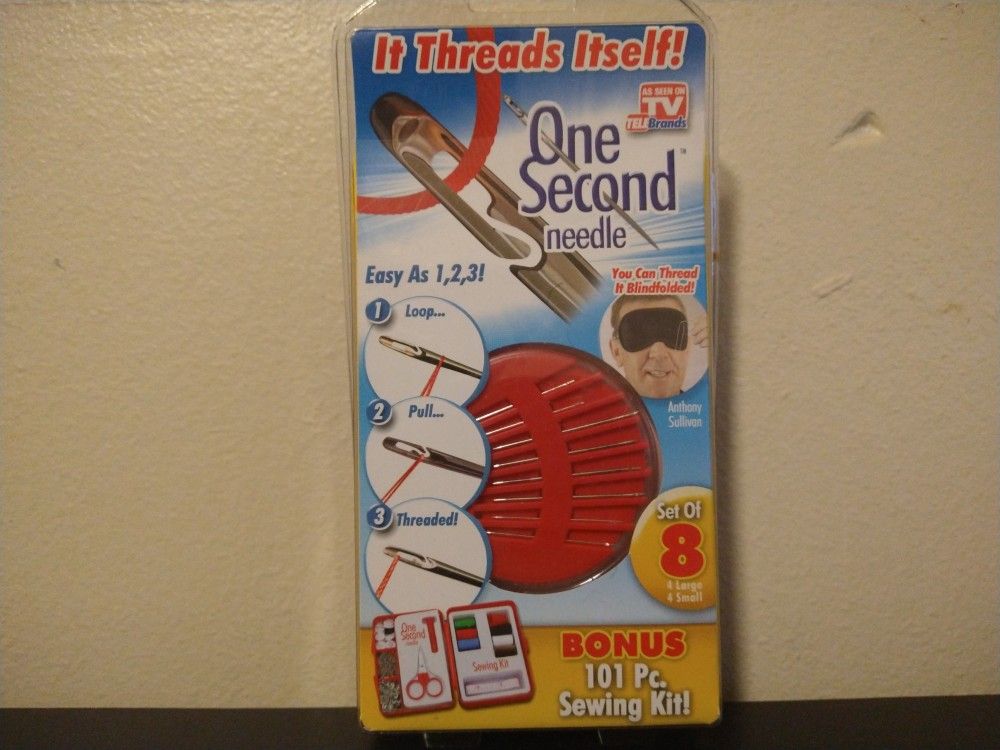 It Threads Itself!
AS SEEN ON
TV
TELEBrands
One
Second™
needle
Easy As 1,2,3!
You Can Thread
It Blindfolded!
1 Loop...
Anthony
Sullivan
2 Pull...
3 Threaded!
Set Of
8
4 Large
4 Small
One
Second
needle
Sewing Kit
BONUS
101 Pc.
Sewing Kit!